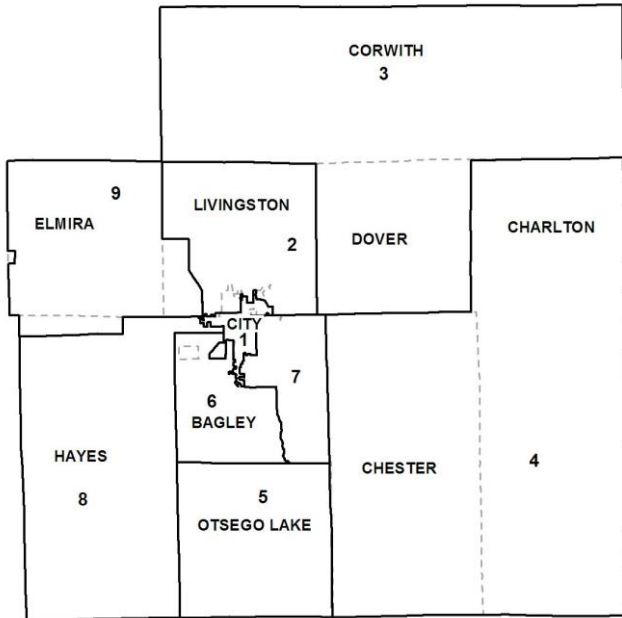 CORWITH
3
9
LIVINGSTON
ELMIRA
CHARLTON
2
DOVER
CITY
1
7
6
BAGLEY
HAYES
4
CHESTER
5
8
OTSEGO LAKE